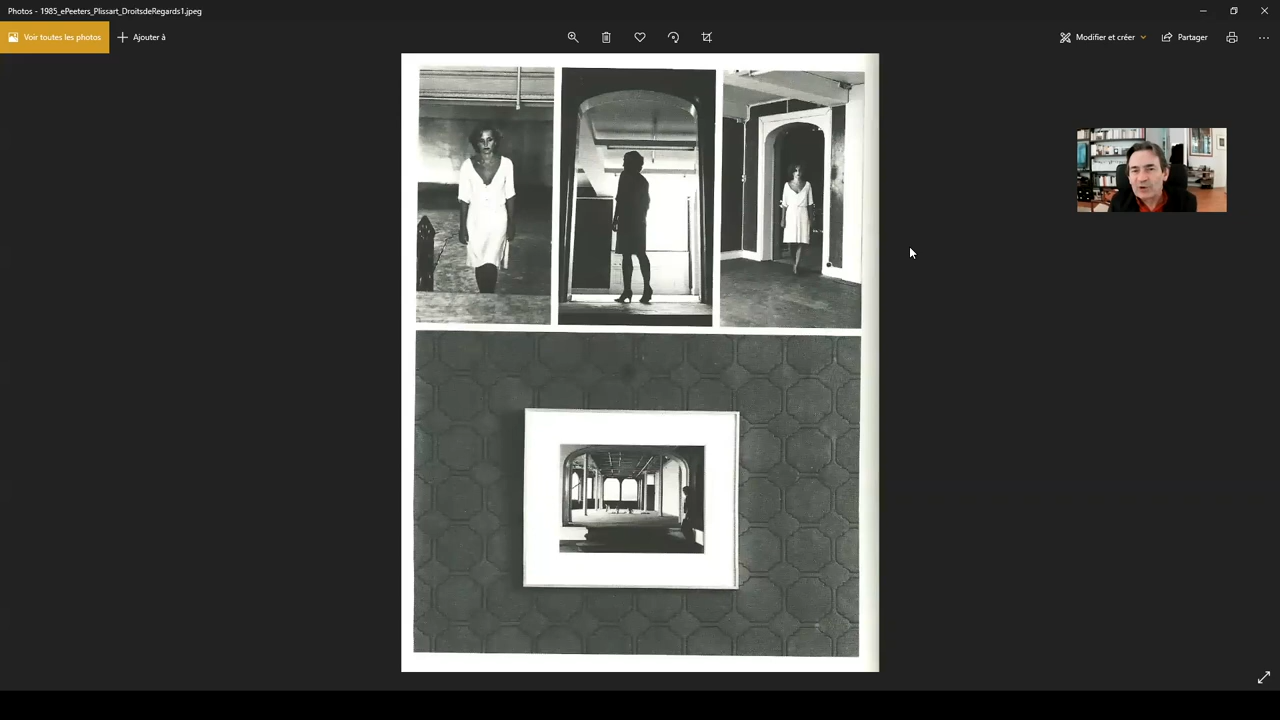 Photos - 1985_ePeeters_Plissart_DroitsdeRegards1.jpeg
Voir toutes les photos
Ajouter à
Modifier et créer
Partager